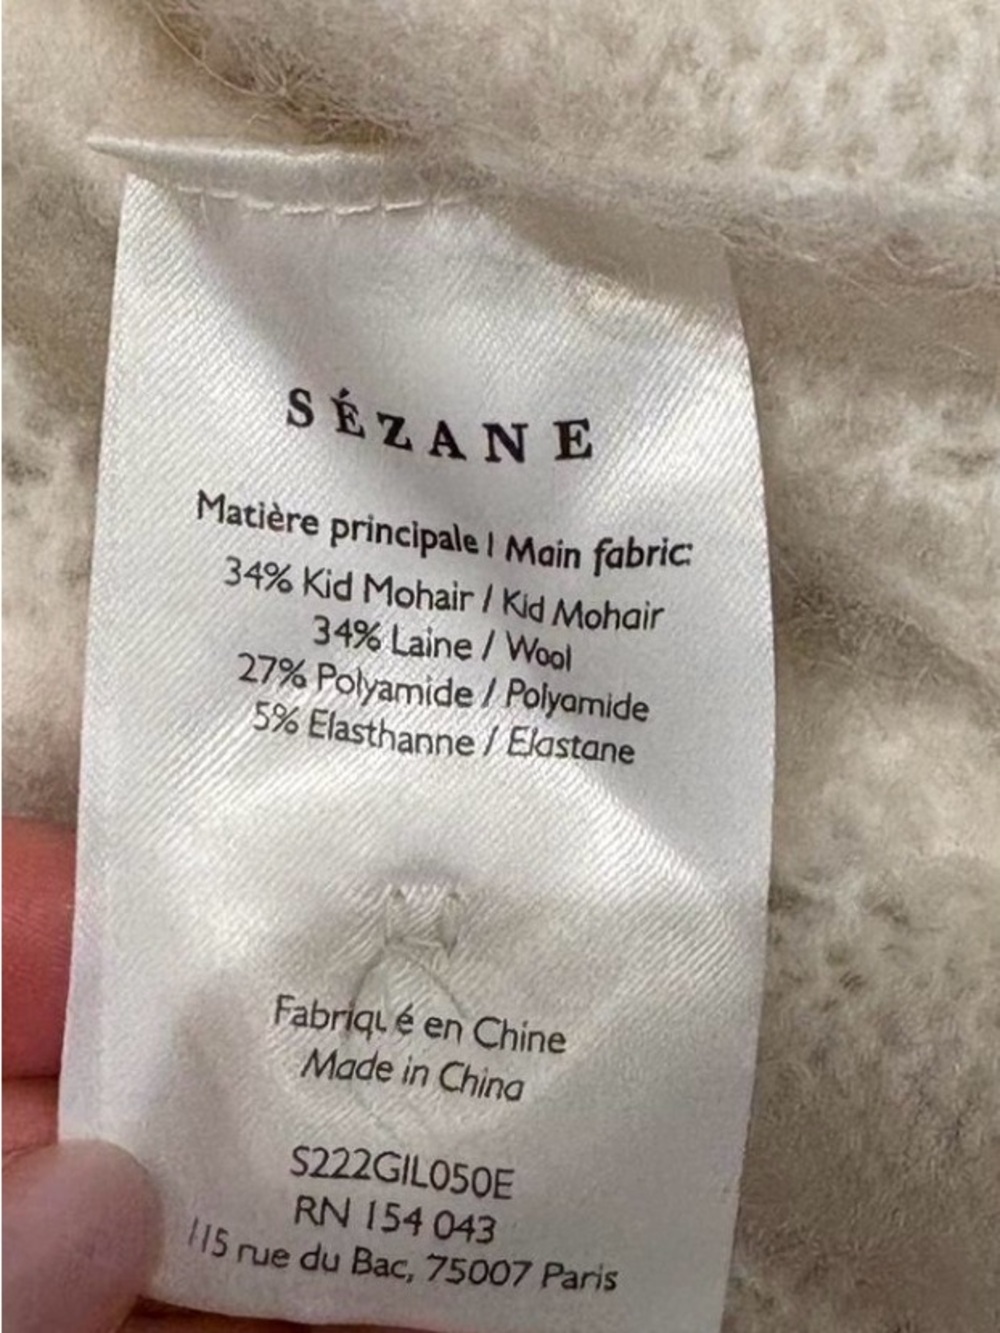 SÉZANE
Matière principale | Main fabric:
34% Kid Mohair / Kid Mohair
34% Laine / Wool
27% Polyamide / Polyamide
5% Elasthanne / Elastane
Fabriqué en Chine
Made in China
S222GIL050E
RN 154 043
115 rue du Bac, 75007 Paris